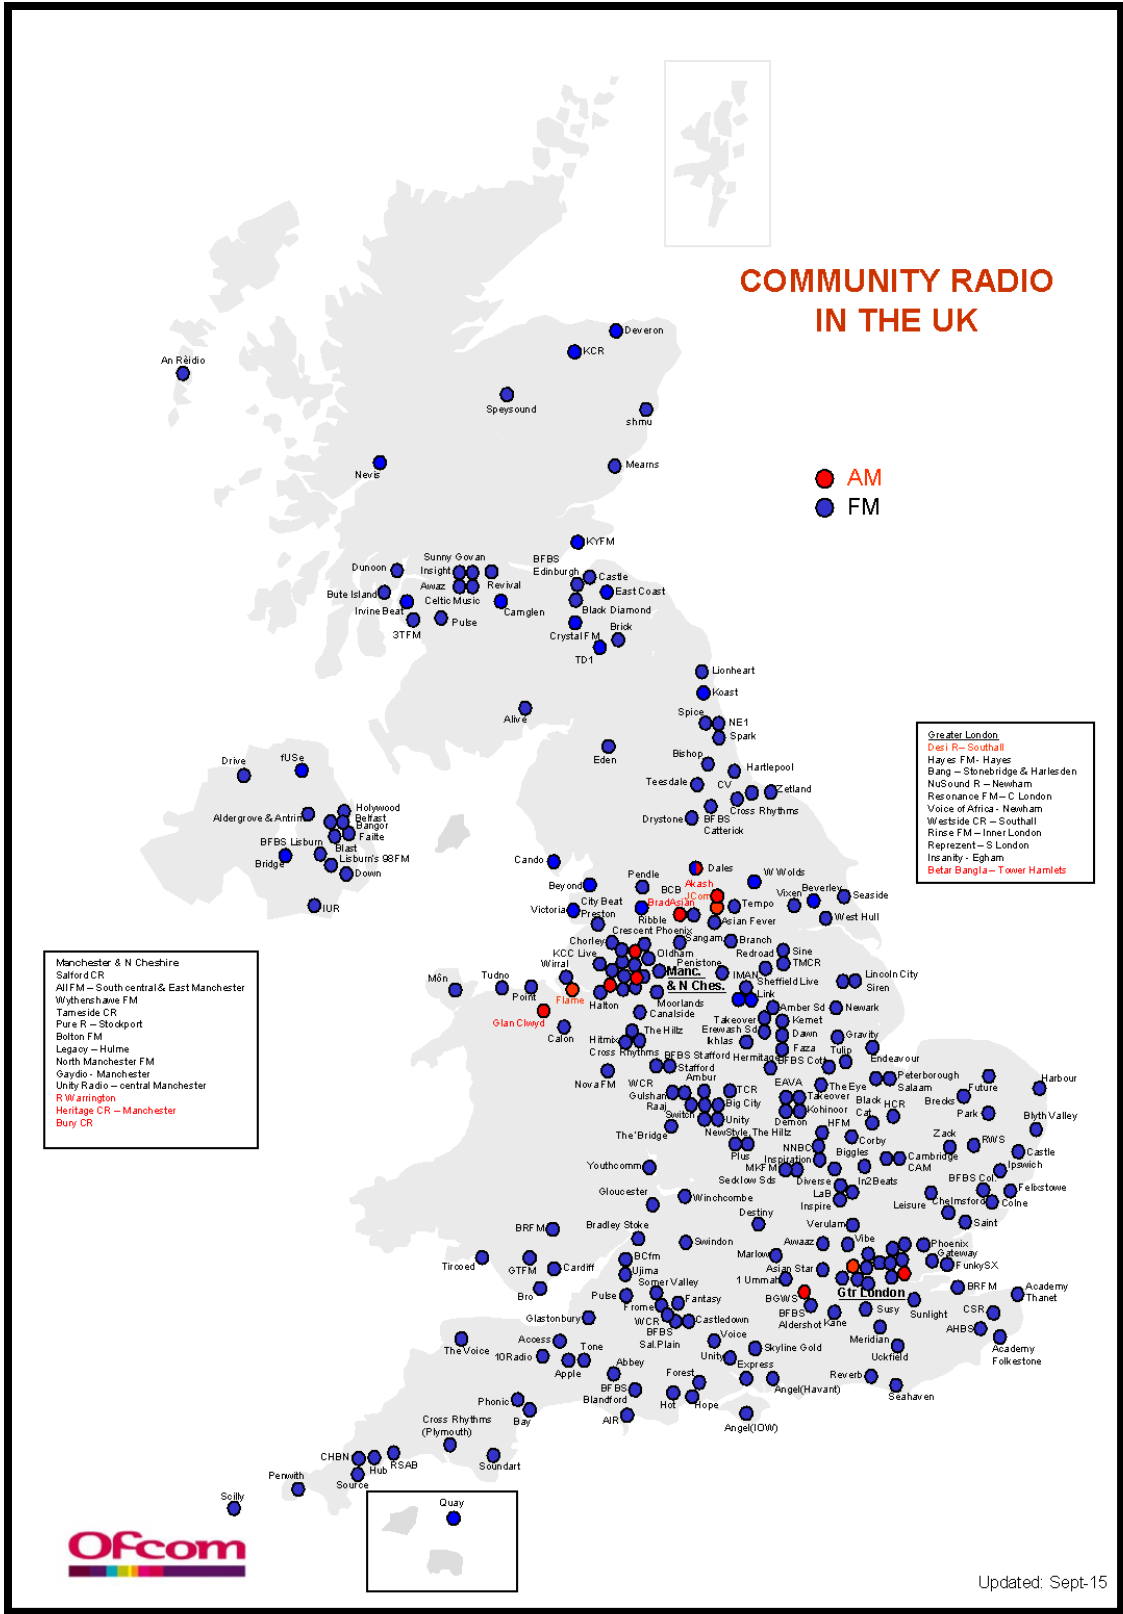 COMMUNITY RADIO
IN THE UK
Deveron
KCR
An Rèidio
Speysound
shmu
Nevis
Mearns
AM
FM
KYFM
Sunny Govan
BFBS
Edinburgh
Dunoon
Insight
Castle
Awaz
Revival
Bute Island
East Coast
Irvine Beat
Celtic Music
Camglen
Black Diamond
3TFM
Pulse
Crystal FM
Brick
TD1
Lionheart
Koast
Alive
Spice
NE1
Spark
Eden
Bishop
Hartlepool
Drive
fUSe
Teesdale
CV
Zetland
Cross Rhythms
Holywood
Aldergrove & Antrim
Belfast
Bangor
Drystone
BFBS
Catterick
BFBS Lisburn
Failte
Blast
Bridge
Lisburn's 98FM
Down
IUR
Cando
Dales
Pendle
Akash
W Wolds
Beyond
BCB
JCom
Beverley
Vixen
Seaside
City Beat
BradAsian
Tempo
Victoria
Preston
Ribble
Asian Fever
West Hull
Crescent
Phoenix
Chorley
Sangam
Branch
KCC Live
Oldham
Redroad
Sine
Penistone
TMCR
Wirral
Manc.
& N Ches.
IMAN
Sheffield Live
Lincoln City
Siren
Môn
Tudno
Point
Flame
Halton
Moorlands
Link
Canalside
Amber Sd
Newark
Glan Clwyd
Takeover
Kemet
Calon
The Hillz
Erewash Sd
Dawn
Gravity
Hitmix
Ikhlas
Faza
Tulip
Cross Rhythms
BFBS Stafford
Hermitage
BFBS Cott
Endeavour
Stafford
Nova FM
WCR
Ambur
TCR
EAVA
The Eye
Peterborough
Salaam
Harbour
Future
Gulshan
Takeover
Black
Cat
Brecks
Raaj
Big City
Kohinoor
HCR
Park
Switch
Unity
Demon
HFM
Blyth Valley
The 'Bridge
NewStyle
The Hillz
Corby
Zack
RWS
Plus
NNBC
Inspiration
Biggles
Cambridge
CAM
Castle
Youthcomm
MKFM
Ipswich
Sedklow Sds
Diverse
In2Beats
BFBS Col.
Felixstowe
Gloucester
Winchcombe
LaB
Leisure
Chelmsford
Colne
Inspire
Destiny
Verulam
Saint
BRFM
Bradley Stoke
Swindon
Awaaz
Vibe
Phoenix
BCfm
Marlow
Gateway
Tircoed
GTFM
Cardiff
Ujima
Asian Star
FunkySX
1 Ummah
Bro
Pulse
Somer Valley
BGWS
Gtr London
BRFM
Academy
Thanet
Frome
Fantasy
BFBS
Aldershot
Kane
Susy
Sunlight
CSR
Glastonbury
WCR
Castledown
BFBS
Sal.Plain
Meridian
AHBS
Access
Voice
Skyline Gold
Uckfield
Academy
Folkestone
The Voice
Tone
10Radio
Unity
Apple
Abbey
Express
Forest
Reverb
BFBS
Blandford
Angel(Havant)
Seahaven
Phonic
Hot
Hope
Bay
AIR
Angel(IOW)
Cross Rhythms
(Plymouth)
CHBN
Hub
RSAB
Soundart
Source
Penwith
Scilly
Quay
Greater London
Desi R– Southall
Hayes FM- Hayes
Bang – Stonebridge & Harlesden
NuSound R – Newham
Resonance FM– C London
Voice of Africa - Newham
Westside CR – Southall
Rinse FM – Inner London
Reprezent – S London
Insanity - Egham
Betar Bangla – Tower Hamlets
Manchester & N Cheshire
Salford CR
All FM – South central & East Manchester
Wythenshawe FM
Tameside CR
Pure R – Stockport
Bolton FM
Legacy – Hulme
North Manchester FM
Gaydio - Manchester
Unity Radio – central Manchester
R Warrington
Heritage CR – Manchester
Bury CR
Ofcom
Updated: Sept-15